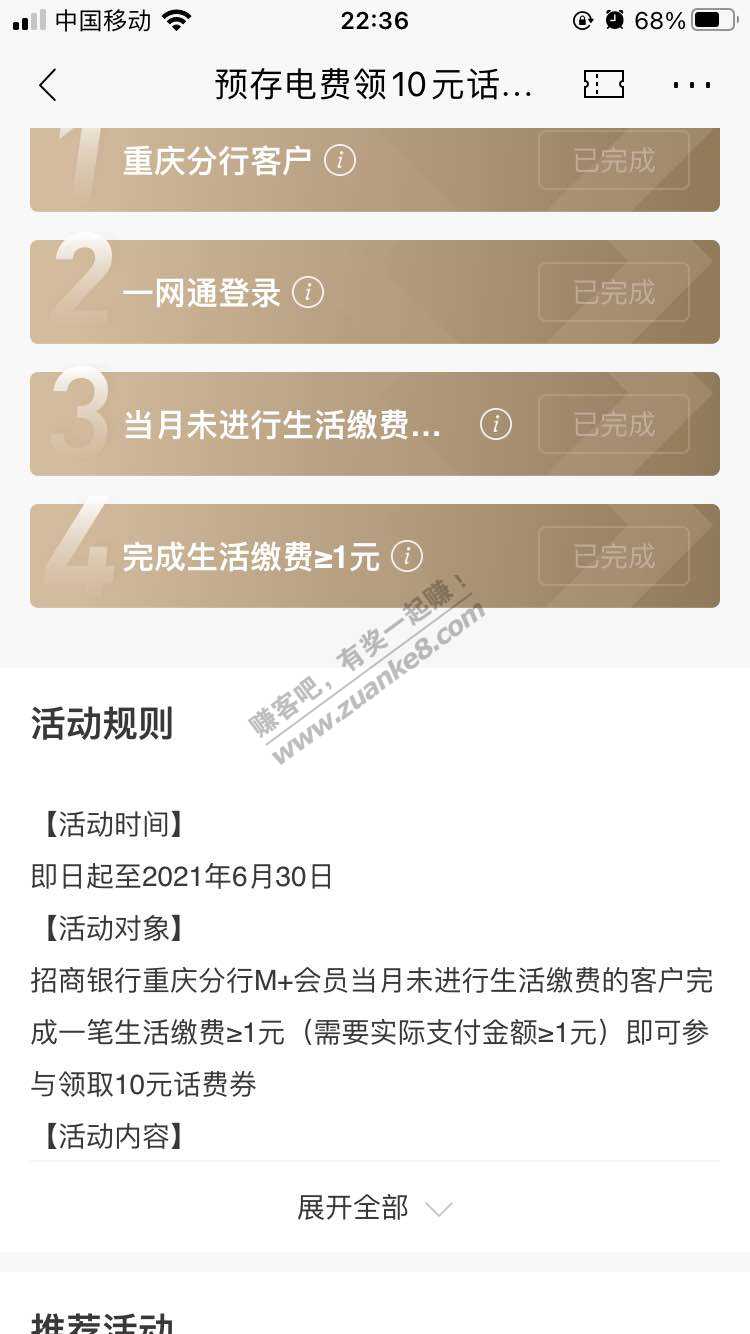 中国移动 22:36 68%
预存电费领10元话...
1 重庆分行客户 i 已完成
2 一网通登录 i 已完成
3 当月未进行生活缴费... i 已完成
4 完成生活缴费≥1元 i 已完成
赚客吧，有奖一起赚！
www.zuanke8.com
活动规则
【活动时间】
即日起至2021年6月30日
【活动对象】
招商银行重庆分行M+会员当月未进行生活缴费的客户完
成一笔生活缴费≥1元（需要实际支付金额≥1元）即可参
与领取10元话费券
【活动内容】
展开全部
推荐活动